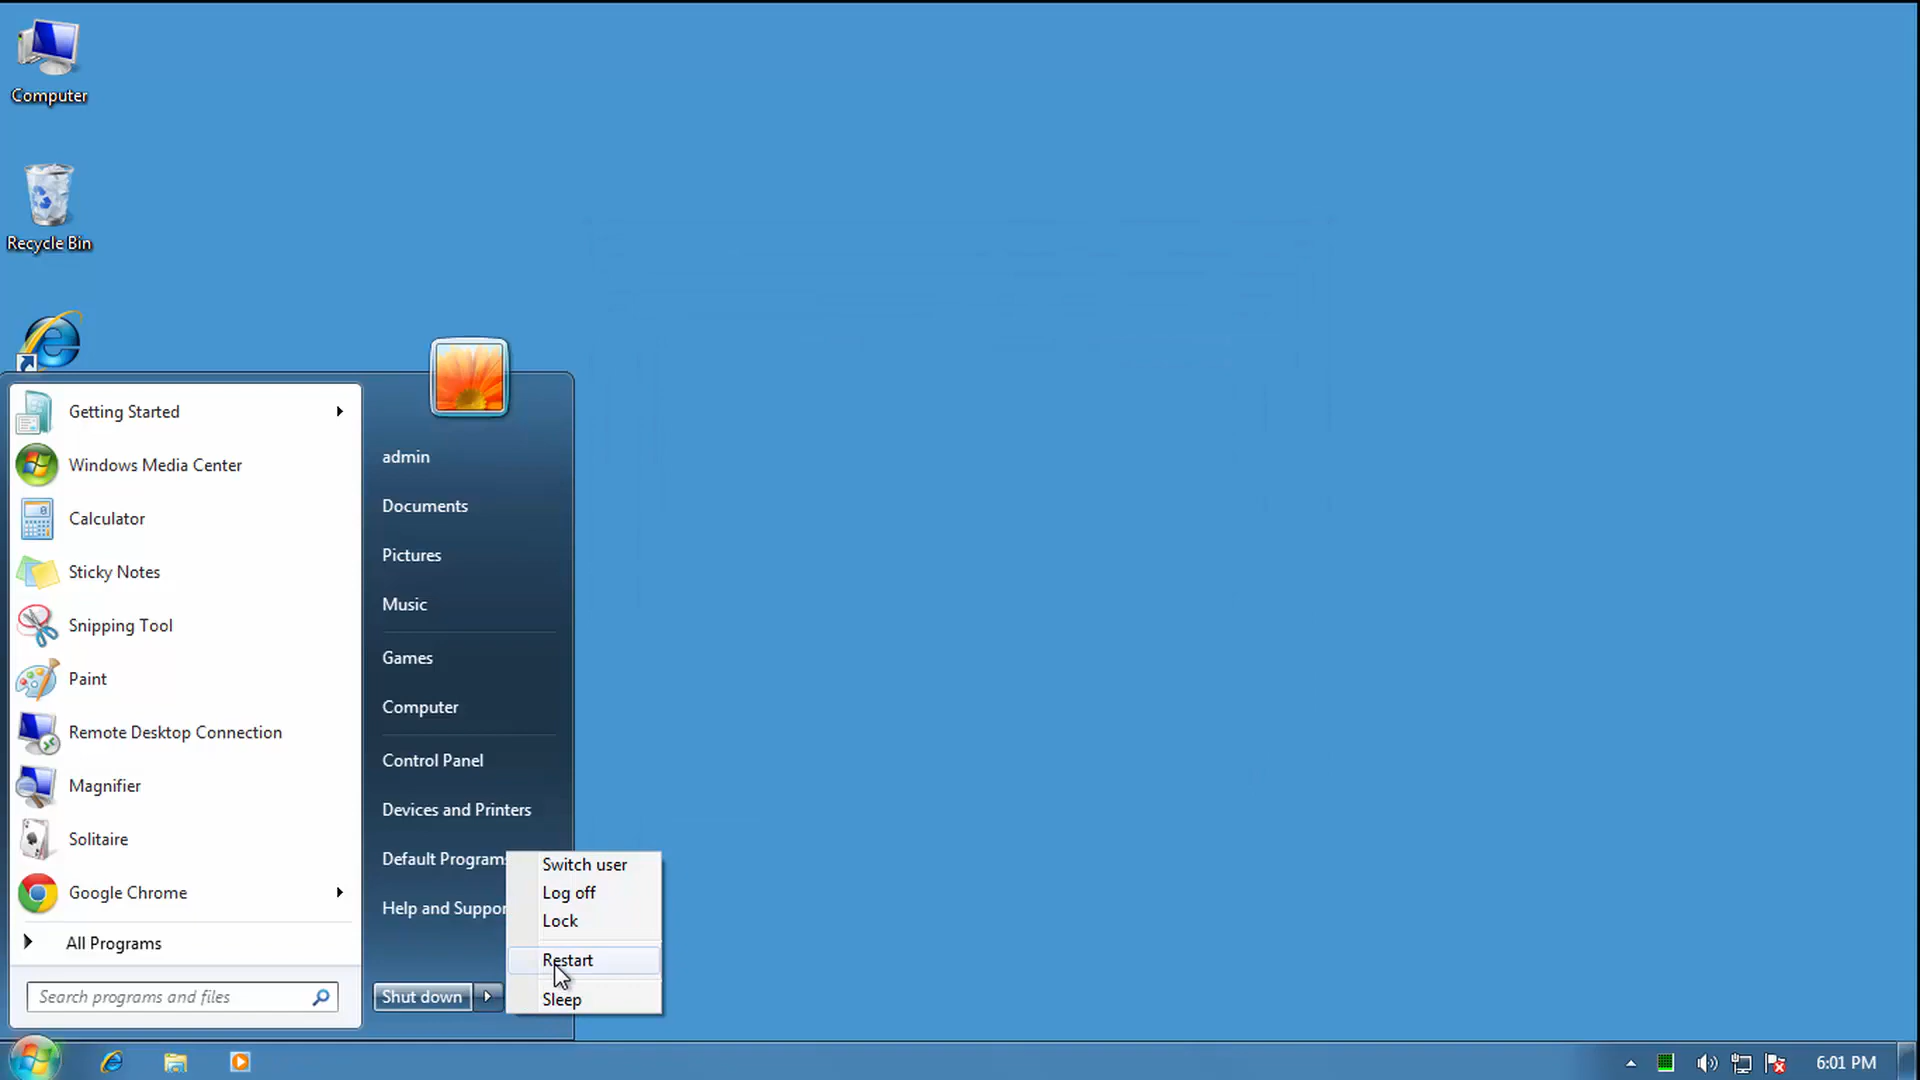 Computer
Recycle Bin
Getting Started
Windows Media Center
Calculator
Sticky Notes
Snipping Tool
Paint
Remote Desktop Connection
Magnifier
Solitaire
Google Chrome
All Programs
Search programs and files
admin
Documents
Pictures
Music
Games
Computer
Control Panel
Devices and Printers
Default Programs
Help and Suppor
Shut down
Switch user
Log off
Lock
Restart
Sleep
6:01 PM